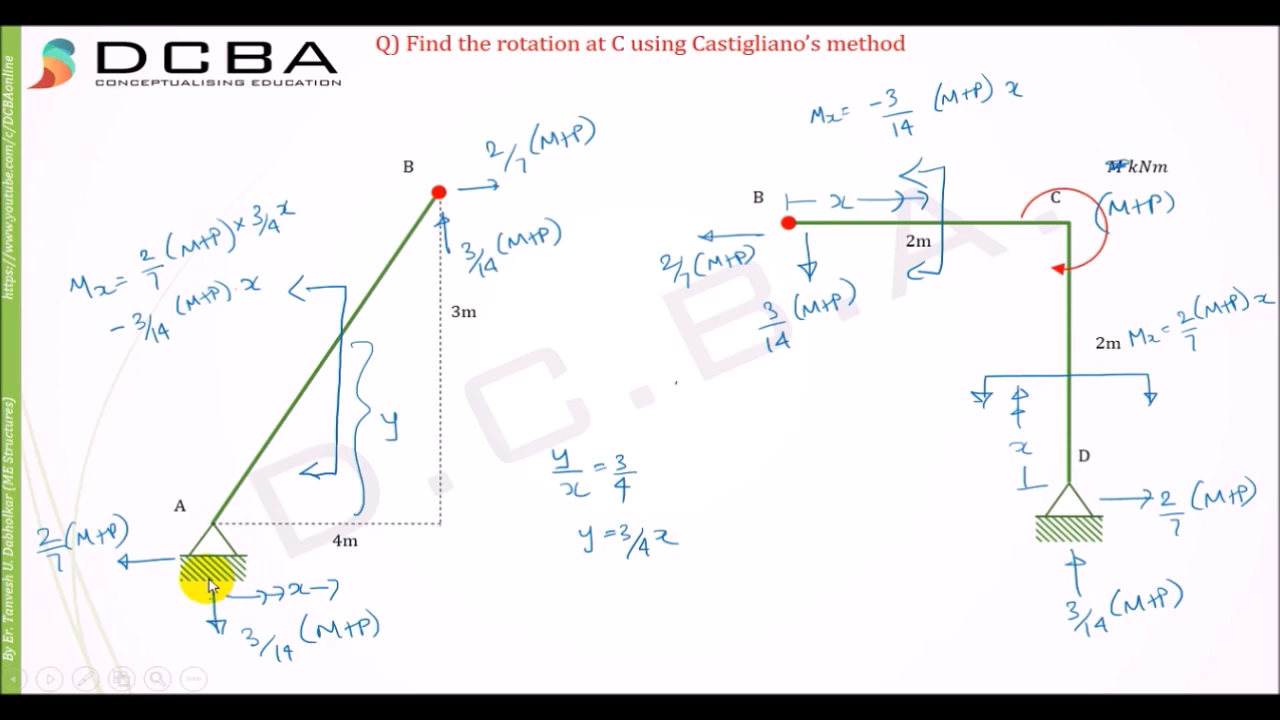 DCBA
CONCEPTUALISING EDUCATION
Q) Find the rotation at C using Castigliano's method
https://www.youtube.com/c/DCBAonline
By Er. Tanvesh U. Dabholkar (ME Structures)
D.C.B.A.
B
2/7 (M+P)
3/14 (M+P)
Mx = 2/7 (M+P) × 3/4 x
- 3/14 (M+P) . x
3m
y
A
4m
2/7 (M+P)
x
3/14 (M+P)
y/x = 3/4
y = 3/4 x
Mx = -3/14 (M+P) x
B
x
2m
C
kNm
(M+P)
2/7 (M+P)
3/14 (M+P)
2m
Mx = 2/7 (M+P) x
x
D
2/7 (M+P)
3/14 (M+P)